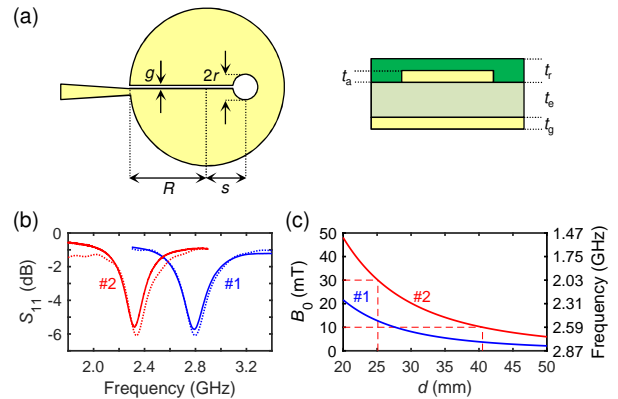 (a)
g
2r
R
s
t_a
t_r
t_e
t_g
(b)
0
-2
-4
-6
S_11 (dB)
#2
#1
2.0
2.4
2.8
3.2
Frequency (GHz)
(c)
50
40
30
20
10
0
B_0 (mT)
#1
#2
20
25
30
35
40
45
50
d (mm)
1.47
1.75
2.03
2.31
2.59
2.87
Frequency (GHz)